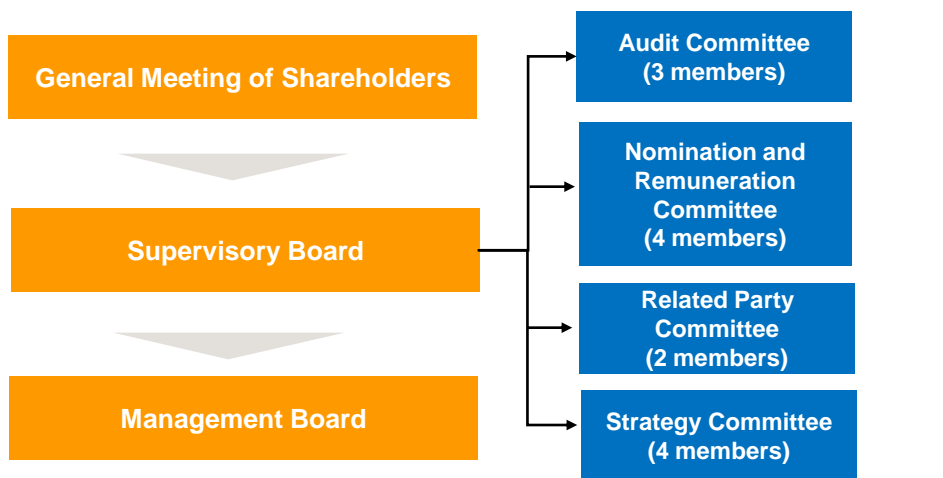 General Meeting of Shareholders
Supervisory Board
Management Board
Audit Committee
(3 members)
Nomination and
Remuneration
Committee
(4 members)
Related Party
Committee
(2 members)
Strategy Committee
(4 members)